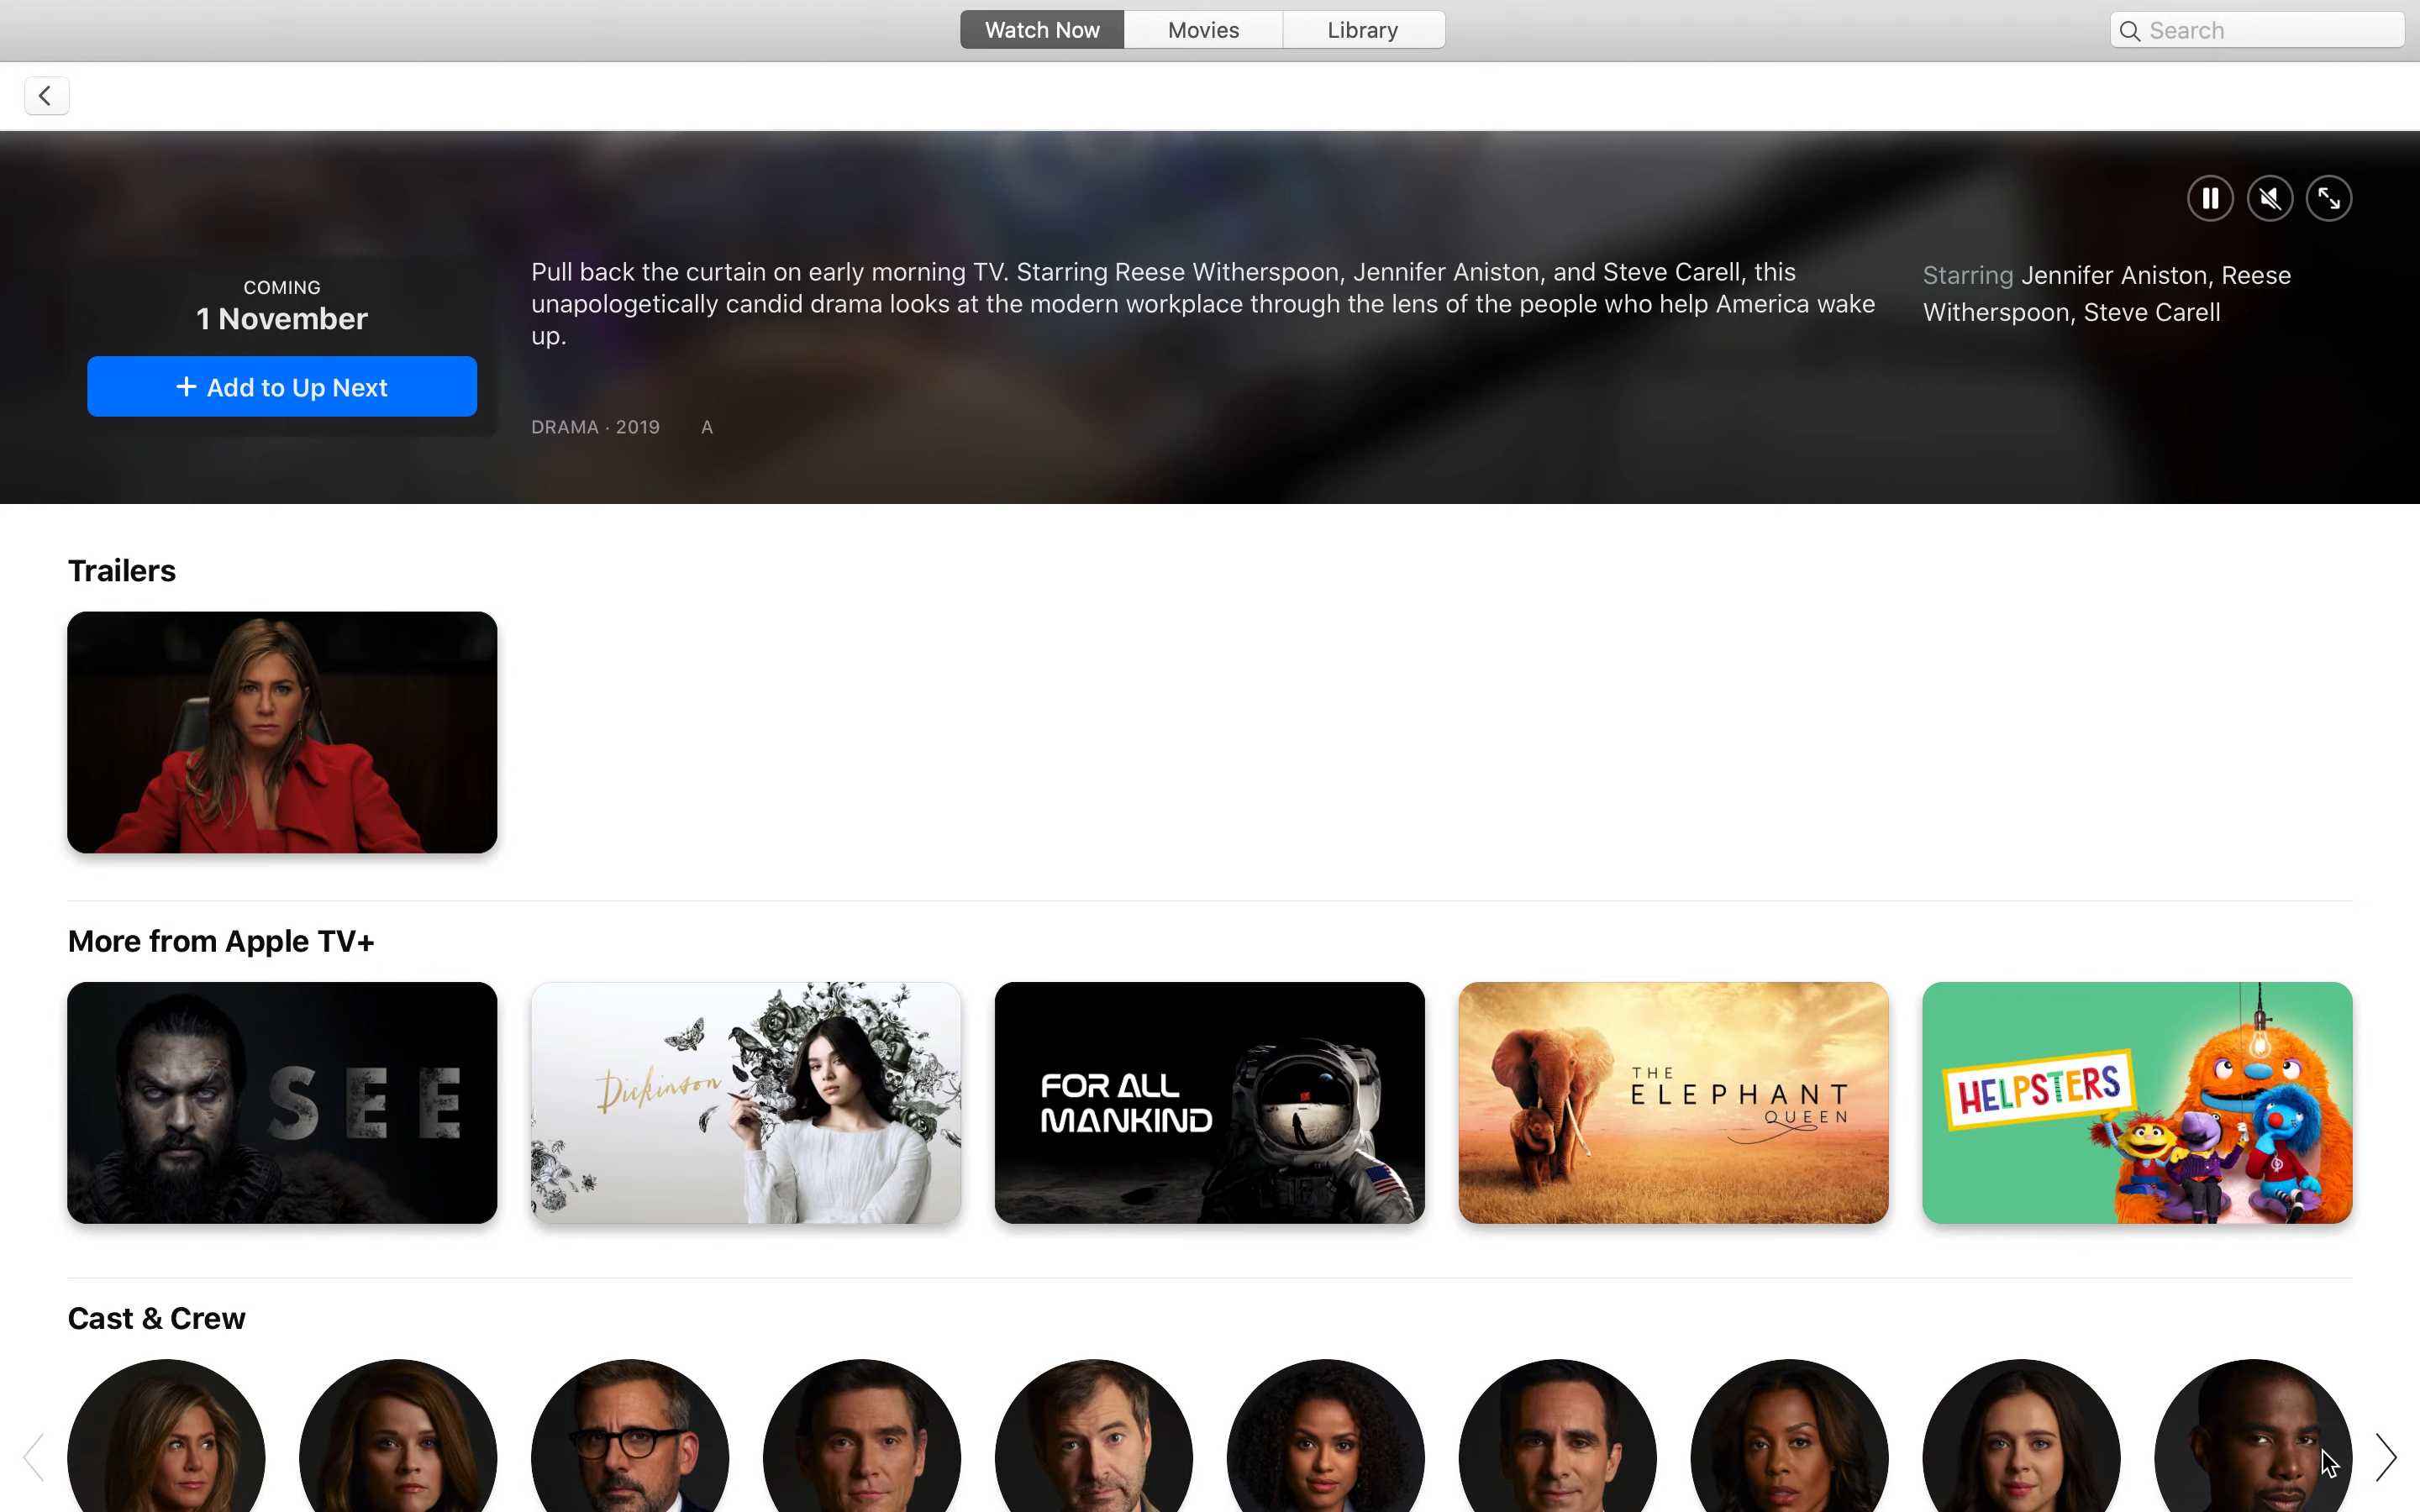 Watch Now
Movies
Library
Search
COMING
1 November
+ Add to Up Next
Pull back the curtain on early morning TV. Starring Reese Witherspoon, Jennifer Aniston, and Steve Carell, this
unapologetically candid drama looks at the modern workplace through the lens of the people who help America wake
up.
DRAMA · 2019 A
Starring Jennifer Aniston, Reese
Witherspoon, Steve Carell
Trailers
More from Apple TV+
SEE
Dickinson
FOR ALL
MANKIND
THE
ELEPHANT
QUEEN
HELPSTERS
Cast & Crew